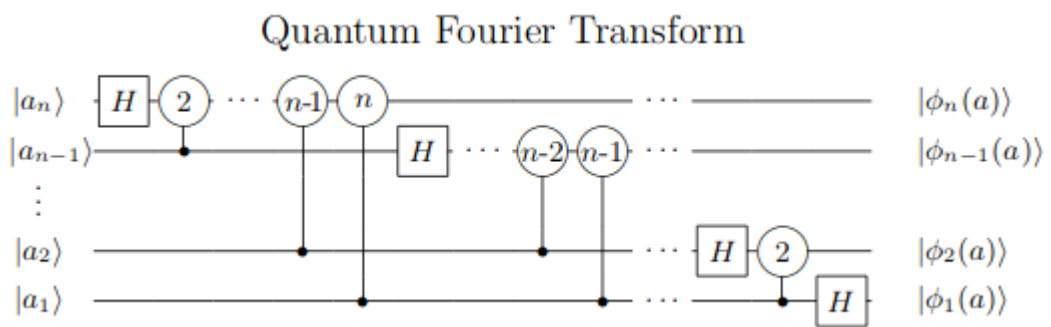 Quantum Fourier Transform
|a_n⟩ H 2 ⋯ n-1 n ⋯ |ϕ_n(a)⟩
|a_{n−1}⟩ H ⋯ n-2 n-1 ⋯ |ϕ_{n−1}(a)⟩
⋮
|a_2⟩ ⋯ H 2 |ϕ_2(a)⟩
|a_1⟩ ⋯ H |ϕ_1(a)⟩